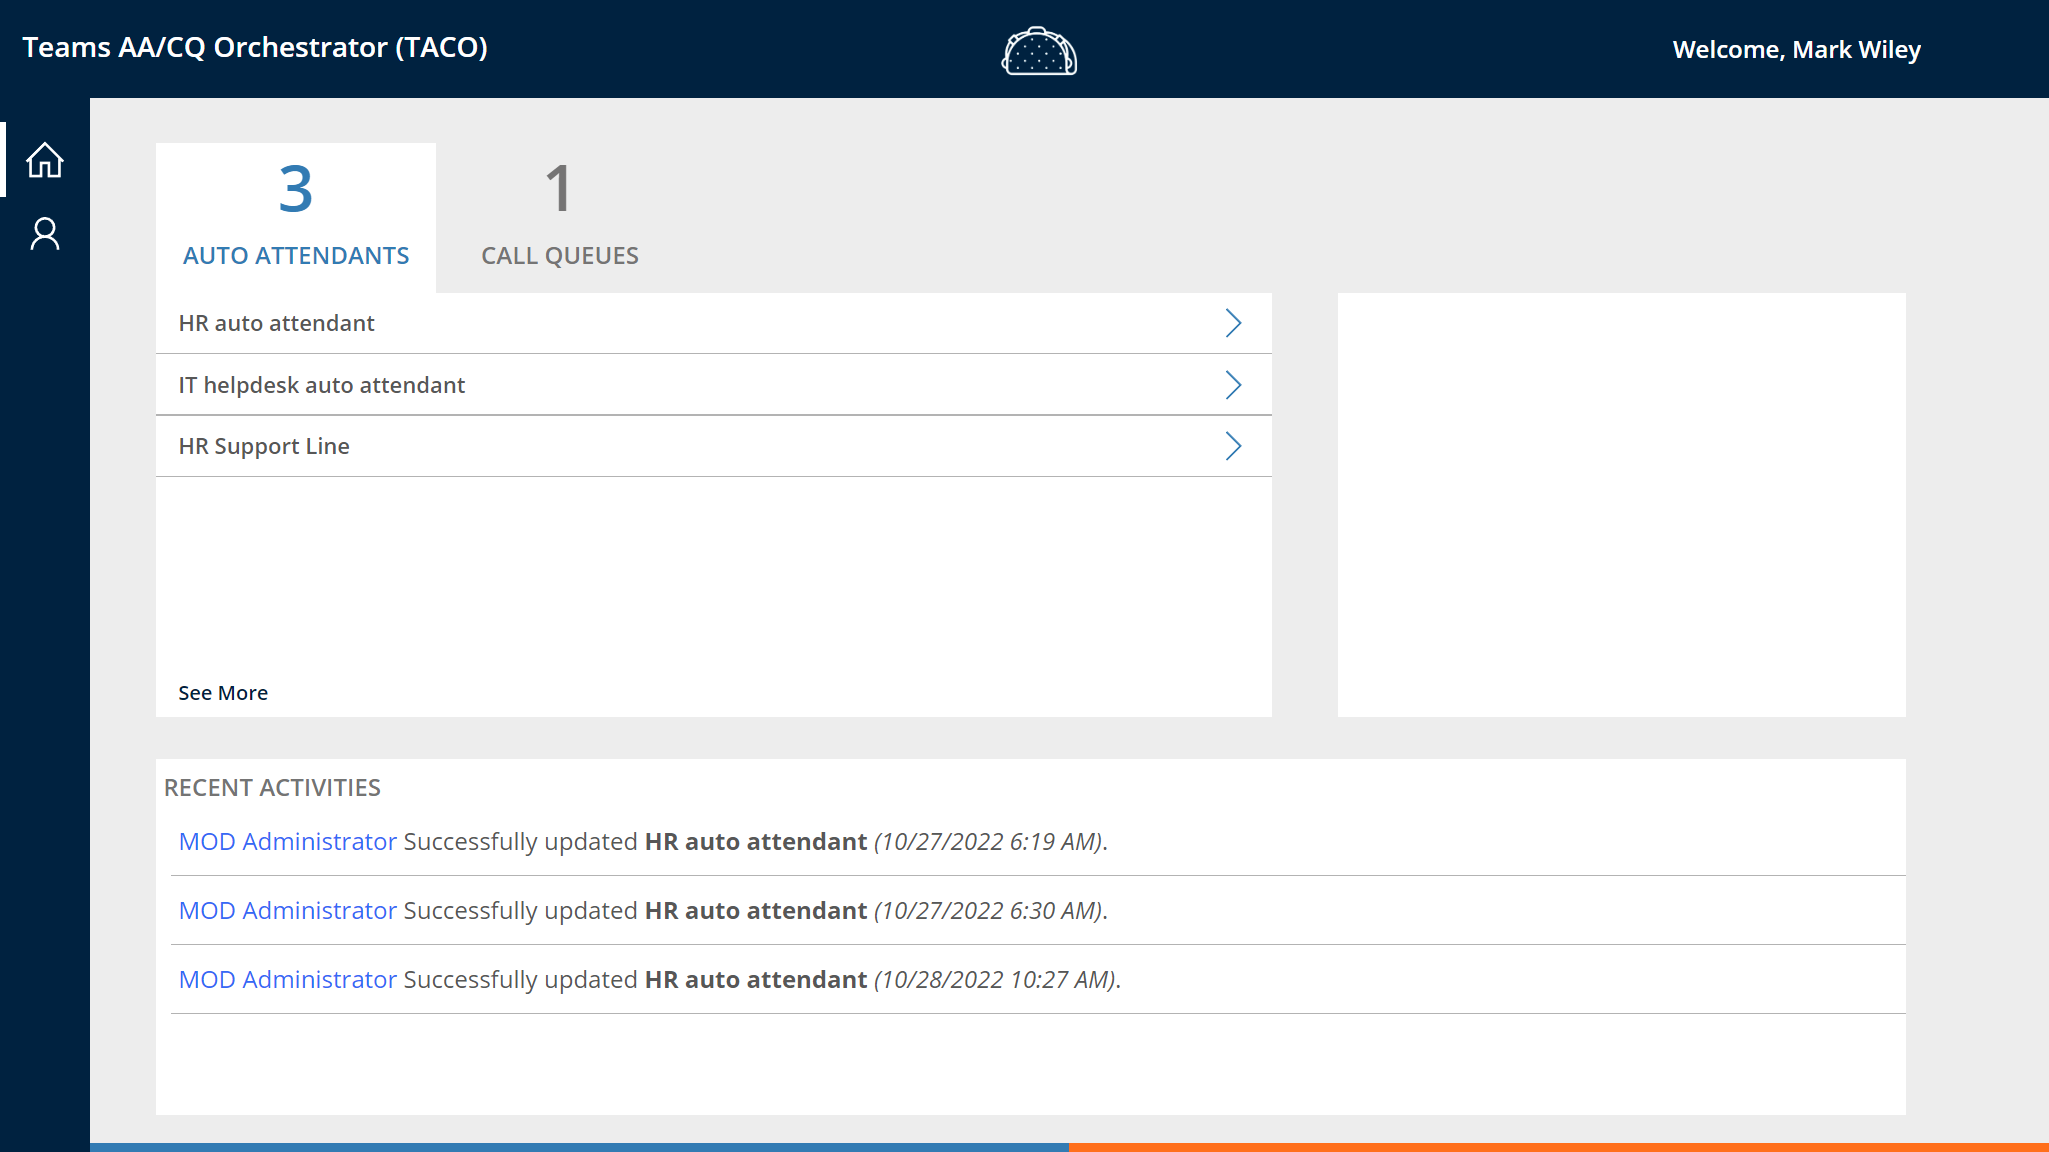 Teams AA/CQ Orchestrator (TACO)
Welcome, Mark Wiley
3
AUTO ATTENDANTS
1
CALL QUEUES
HR auto attendant
IT helpdesk auto attendant
HR Support Line
See More
RECENT ACTIVITIES
MOD Administrator Successfully updated HR auto attendant (10/27/2022 6:19 AM).
MOD Administrator Successfully updated HR auto attendant (10/27/2022 6:30 AM).
MOD Administrator Successfully updated HR auto attendant (10/28/2022 10:27 AM).